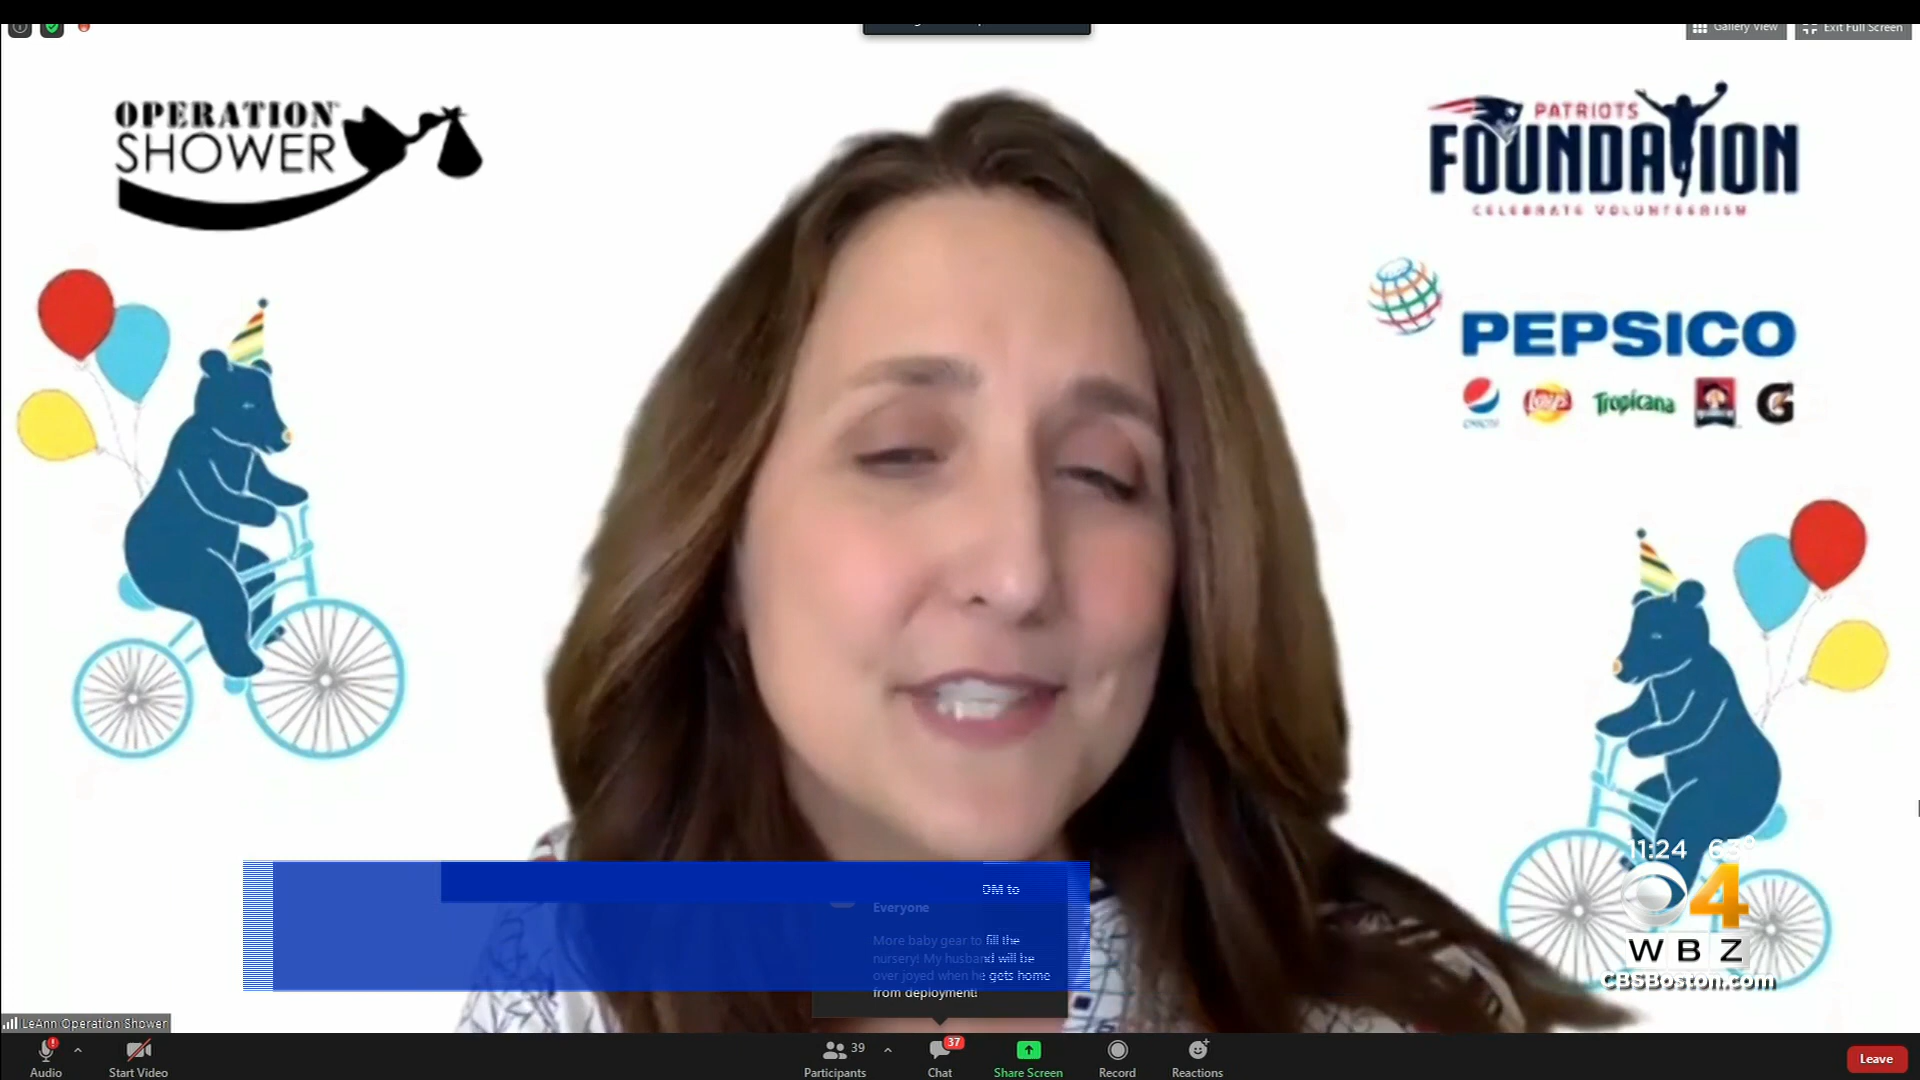 Gallery View
Exit Full Screen
OPERATION
SHOWER
PATRIOTS
FOUNDATION
CELEBRATE VOLUNTEERISM
PEPSICO
Lay's
Tropicana
G
11:24
4
WBZ
CBSBoston.com
DM to
Everyone
More baby gear to fill the
nursery! My husband will be
over joyed when he gets home
from deployment!
LeAnn Operation Shower
39
37
Audio
Start Video
Participants
Chat
Share Screen
Record
Reactions
Leave